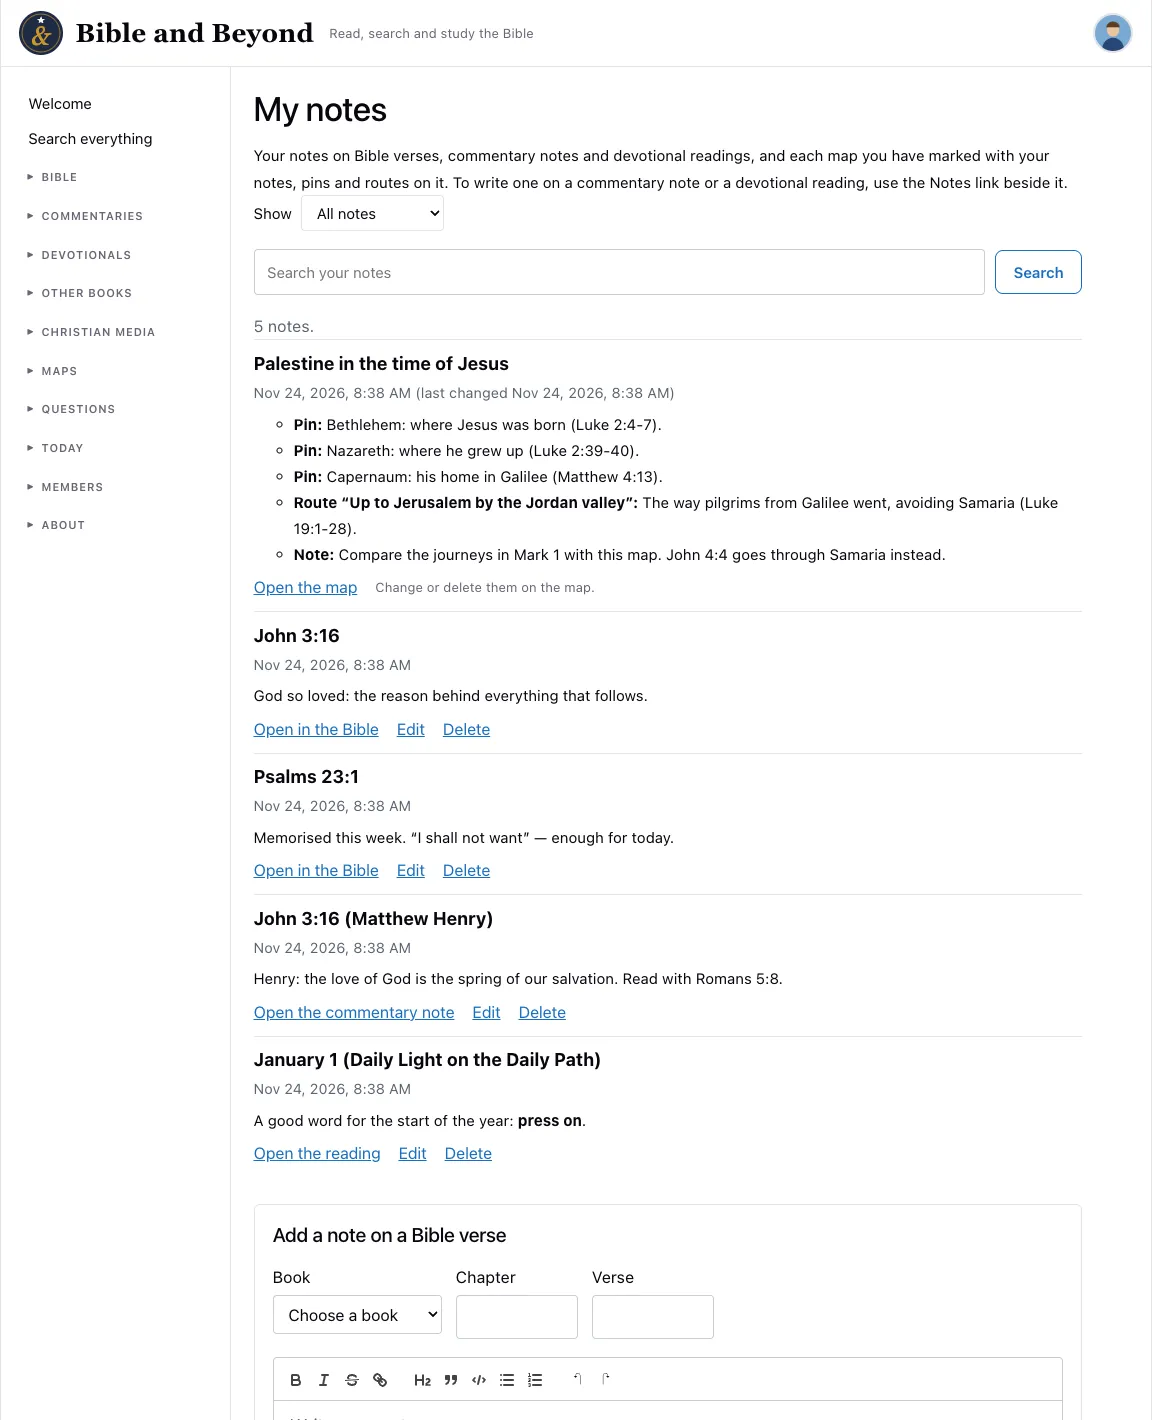 Bible and Beyond
Read, search and study the Bible
Welcome
Search everything
BIBLE
COMMENTARIES
DEVOTIONALS
OTHER BOOKS
CHRISTIAN MEDIA
MAPS
QUESTIONS
TODAY
MEMBERS
ABOUT
My notes
Your notes on Bible verses, commentary notes and devotional readings, and each map you have marked with your
notes, pins and routes on it. To write one on a commentary note or a devotional reading, use the Notes link beside it.
Show All notes
Search your notes
Search
5 notes.
Palestine in the time of Jesus
Nov 24, 2026, 8:38 AM (last changed Nov 24, 2026, 8:38 AM)
Pin: Bethlehem: where Jesus was born (Luke 2:4-7).
Pin: Nazareth: where he grew up (Luke 2:39-40).
Pin: Capernaum: his home in Galilee (Matthew 4:13).
Route “Up to Jerusalem by the Jordan valley”: The way pilgrims from Galilee went, avoiding Samaria (Luke
19:1-28).
Note: Compare the journeys in Mark 1 with this map. John 4:4 goes through Samaria instead.
Open the map Change or delete them on the map.
John 3:16
Nov 24, 2026, 8:38 AM
God so loved: the reason behind everything that follows.
Open in the Bible Edit Delete
Psalms 23:1
Nov 24, 2026, 8:38 AM
Memorised this week. “I shall not want” — enough for today.
Open in the Bible Edit Delete
John 3:16 (Matthew Henry)
Nov 24, 2026, 8:38 AM
Henry: the love of God is the spring of our salvation. Read with Romans 5:8.
Open the commentary note Edit Delete
January 1 (Daily Light on the Daily Path)
Nov 24, 2026, 8:38 AM
A good word for the start of the year: press on.
Open the reading Edit Delete
Add a note on a Bible verse
Book Chapter Verse
Choose a book
B I S H2